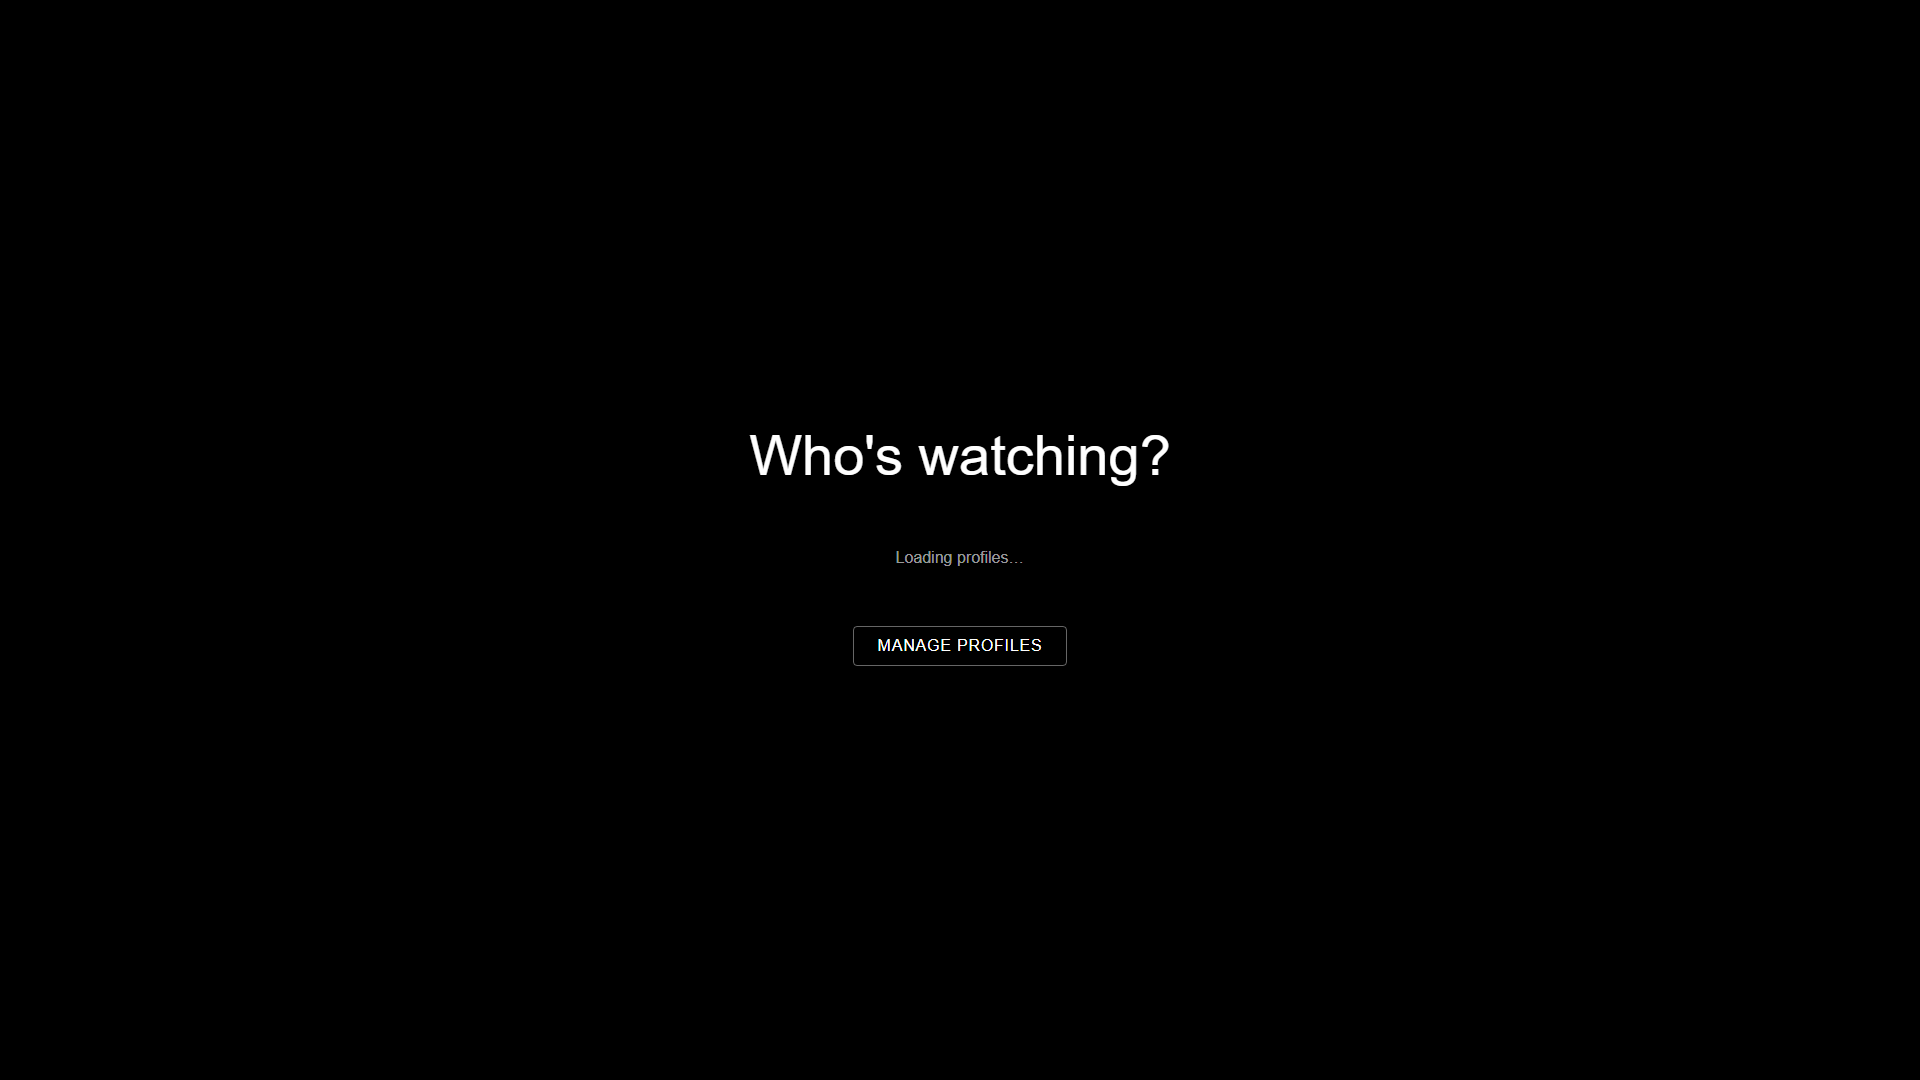 Who's watching?
Loading profiles…
MANAGE PROFILES